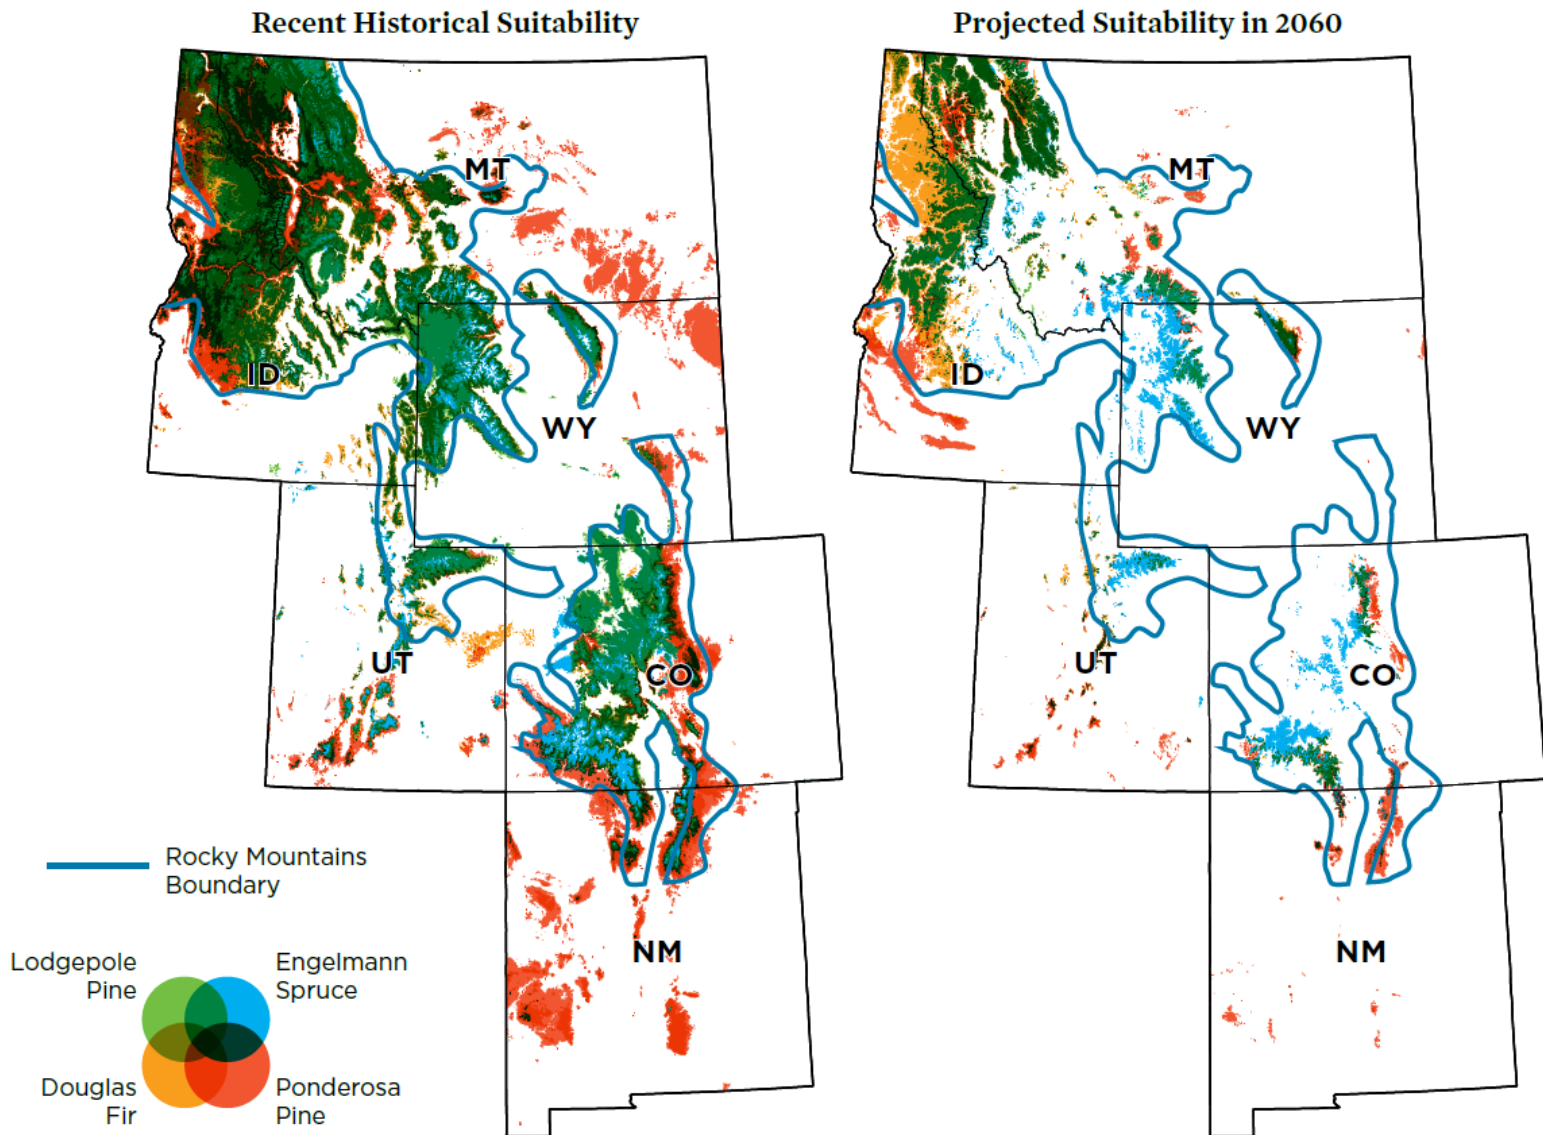 Recent Historical Suitability
Projected Suitability in 2060
MT
MT
ID
ID
WY
WY
UT
CO
UT
CO
NM
NM
Rocky Mountains
Boundary
Lodgepole
Pine
Engelmann
Spruce
Douglas
Fir
Ponderosa
Pine